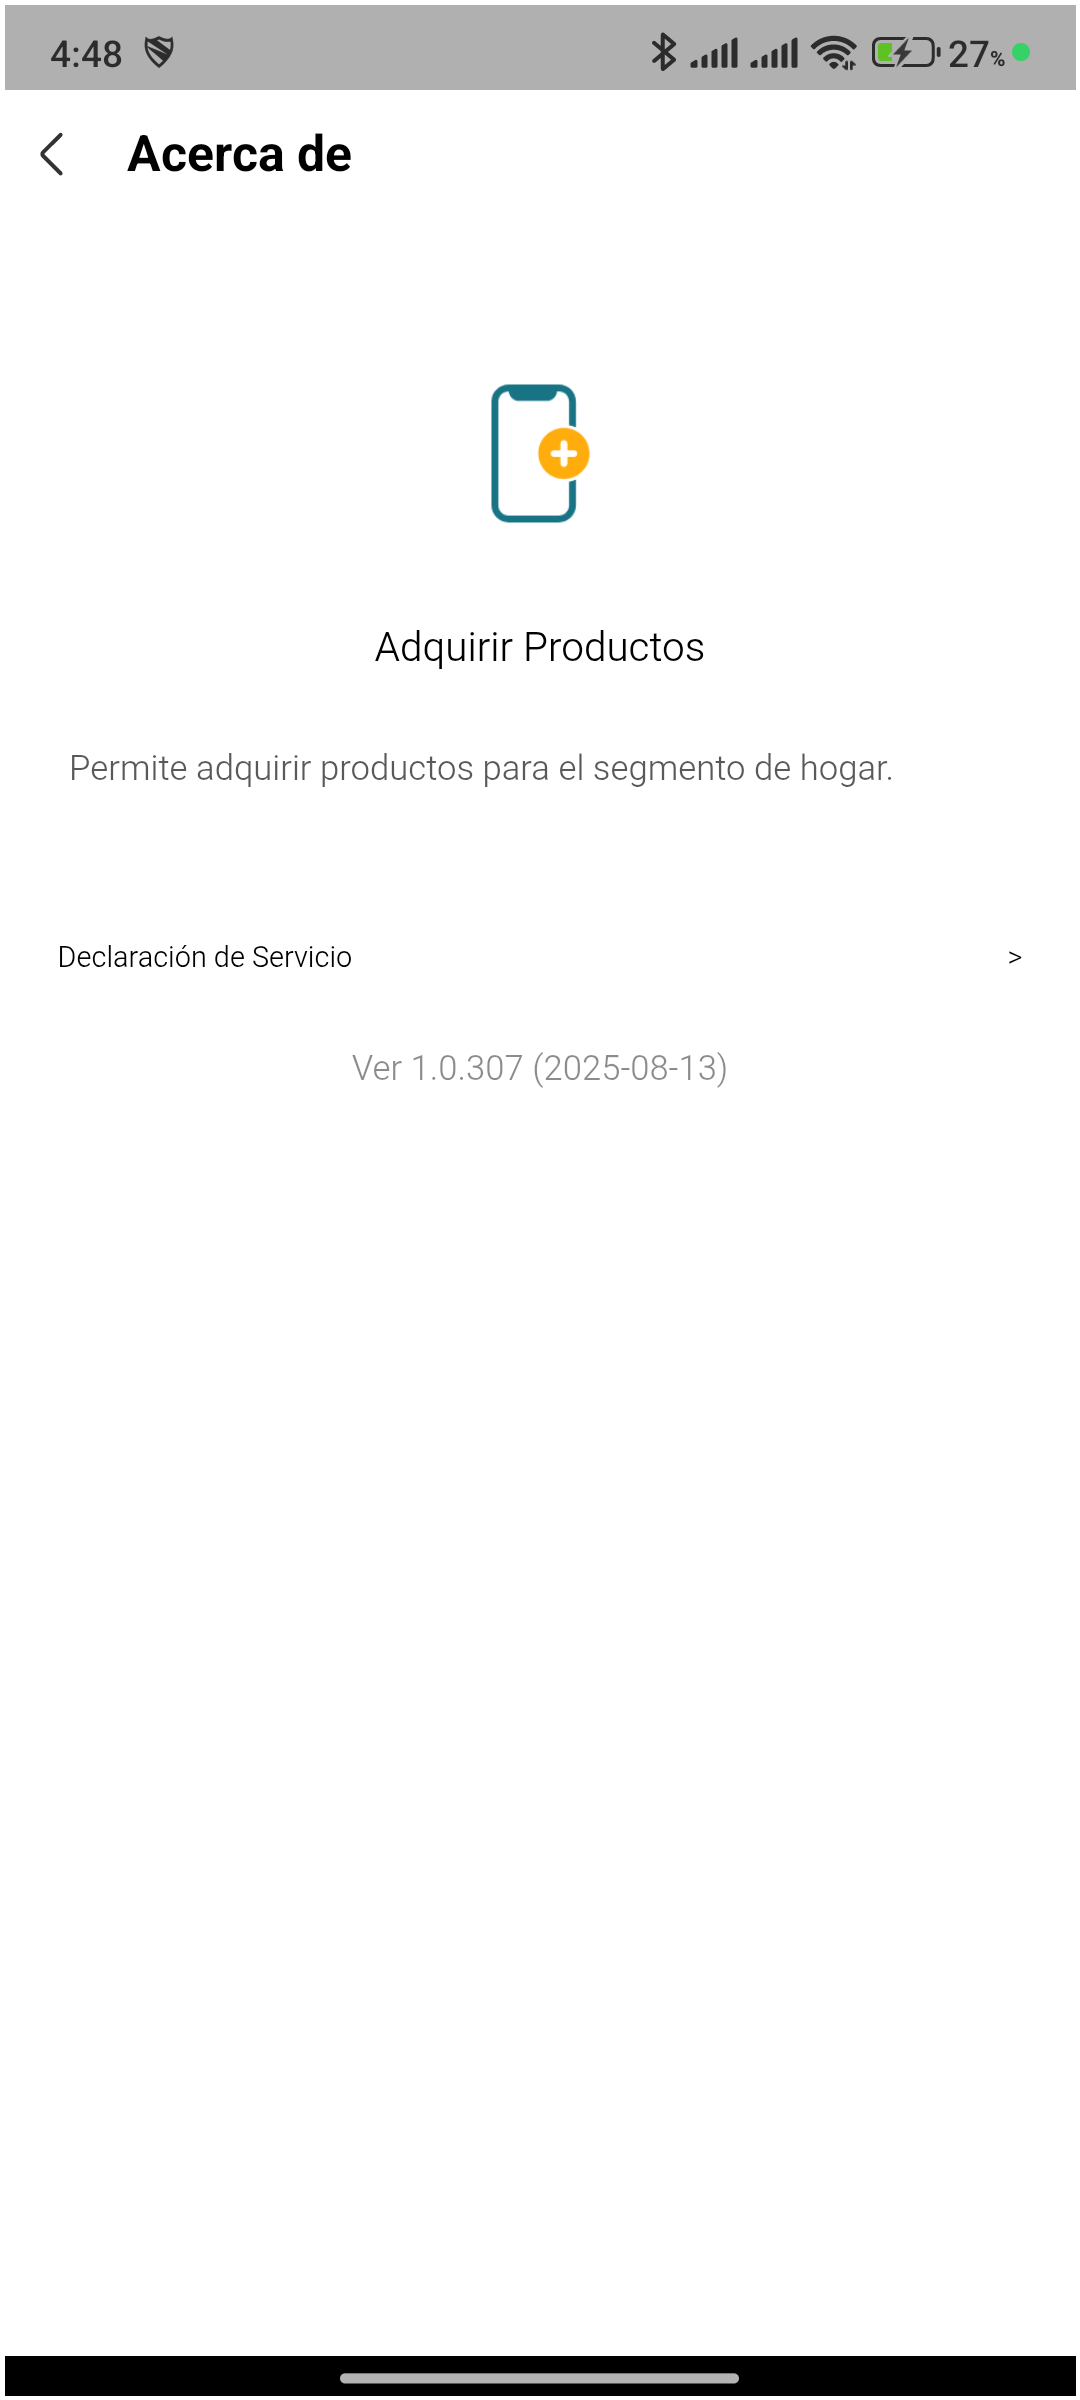 4:48
27%
Acerca de
Adquirir Productos
Permite adquirir productos para el segmento de hogar.
Declaración de Servicio >
Ver 1.0.307 (2025-08-13)